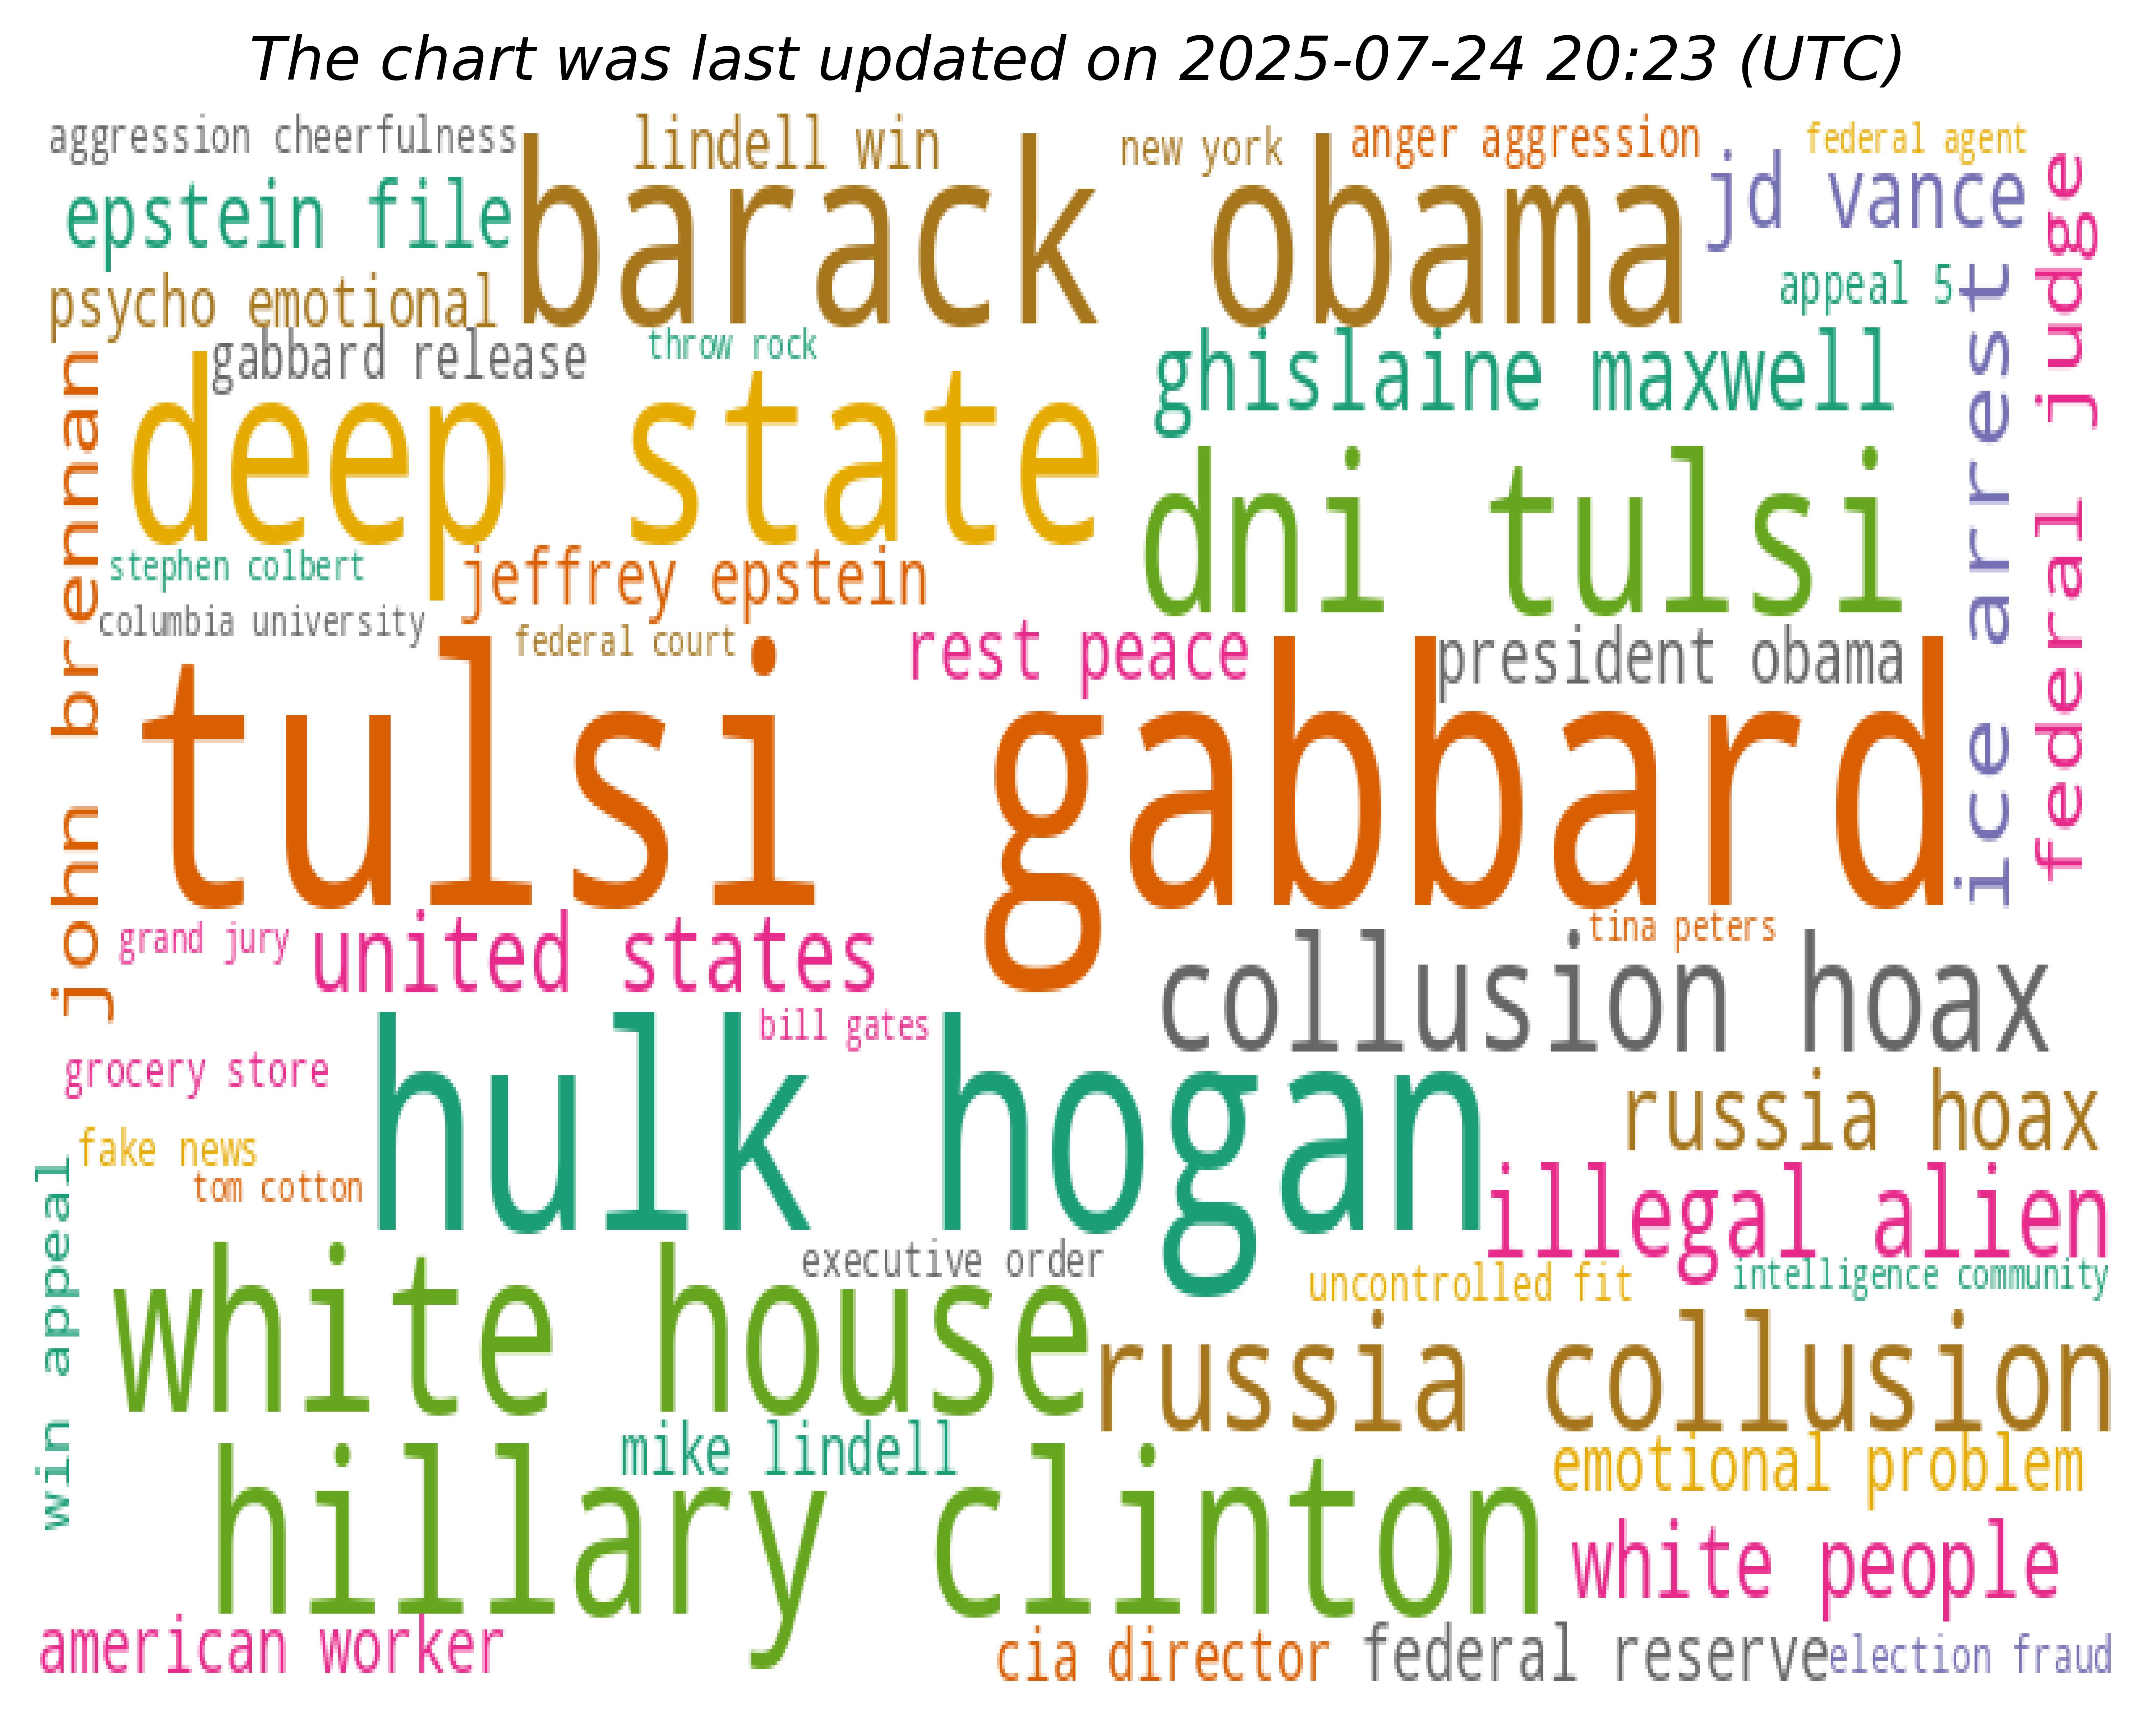 The chart was last updated on 2025-07-24 20:23 (UTC)
aggression cheerfulness
lindell win
new york
anger aggression
federal agent
epstein file
barack obama
jd vance
federal judge
psycho emotional
appeal 5
ice arrest
gabbard release
throw rock
ghislaine maxwell
john brennan
deep state
dni tulsi
stephen colbert
jeffrey epstein
columbia university
federal court
rest peace
president obama
tulsi gabbard
grand jury
united states
tina peters
collusion hoax
bill gates
grocery store
hulk hogan
russia hoax
fake news
tom cotton
illegal alien
win appeal
white house
executive order
uncontrolled fit
intelligence community
russia collusion
mike lindell
emotional problem
hillary clinton
white people
american worker
cia director
federal reserve
election fraud